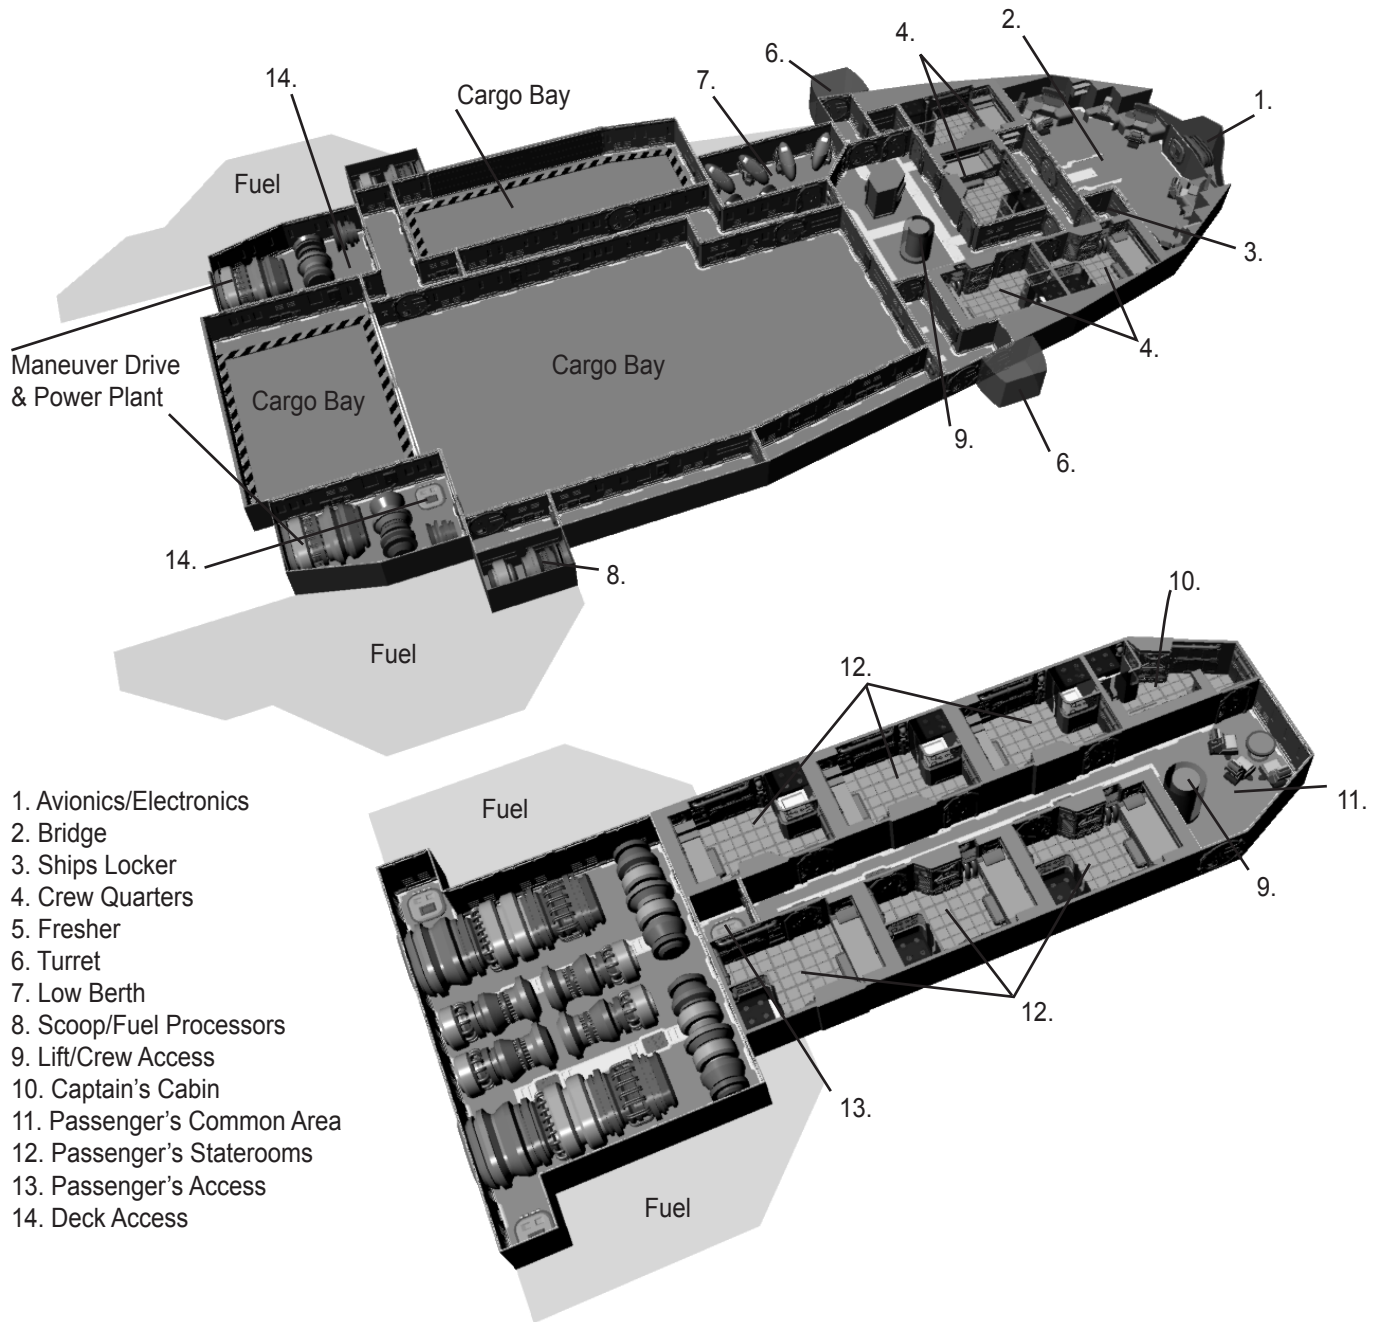 2.
4.
6.
7.
14.
Cargo Bay
1.
Fuel
3.
Maneuver Drive
& Power Plant
4.
Cargo Bay
Cargo Bay
9.
6.
14.
8.
10.
Fuel
12.
Fuel
11.
9.
12.
13.
Fuel
1. Avionics/Electronics
2. Bridge
3. Ships Locker
4. Crew Quarters
5. Fresher
6. Turret
7. Low Berth
8. Scoop/Fuel Processors
9. Lift/Crew Access
10. Captain’s Cabin
11. Passenger’s Common Area
12. Passenger’s Staterooms
13. Passenger’s Access
14. Deck Access